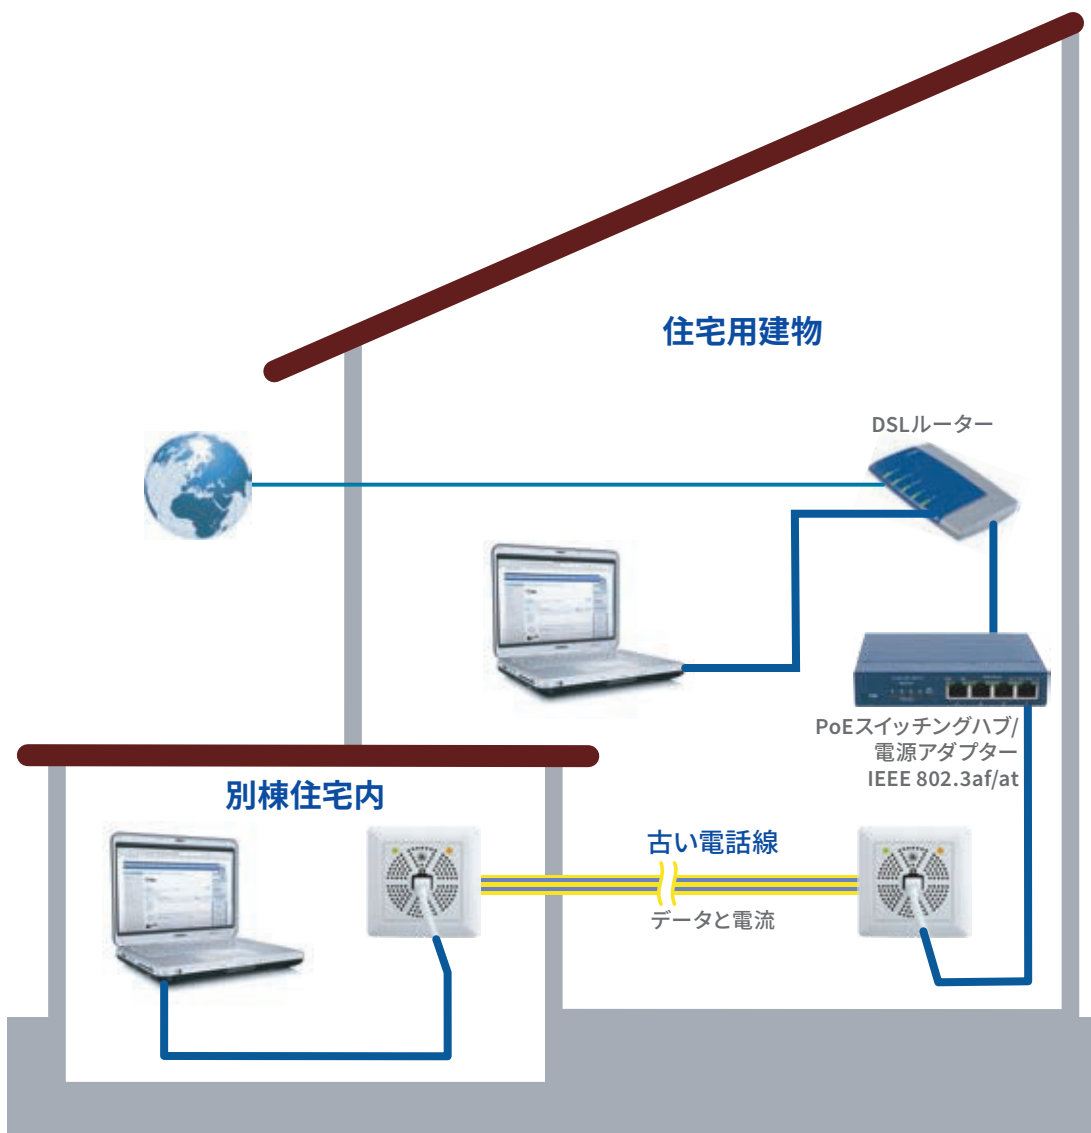 住宅用建物
DSLルーター
PoEスイッチングハブ/
電源アダプター
IEEE 802.3af/at
別棟住宅内
古い電話線
データと電流